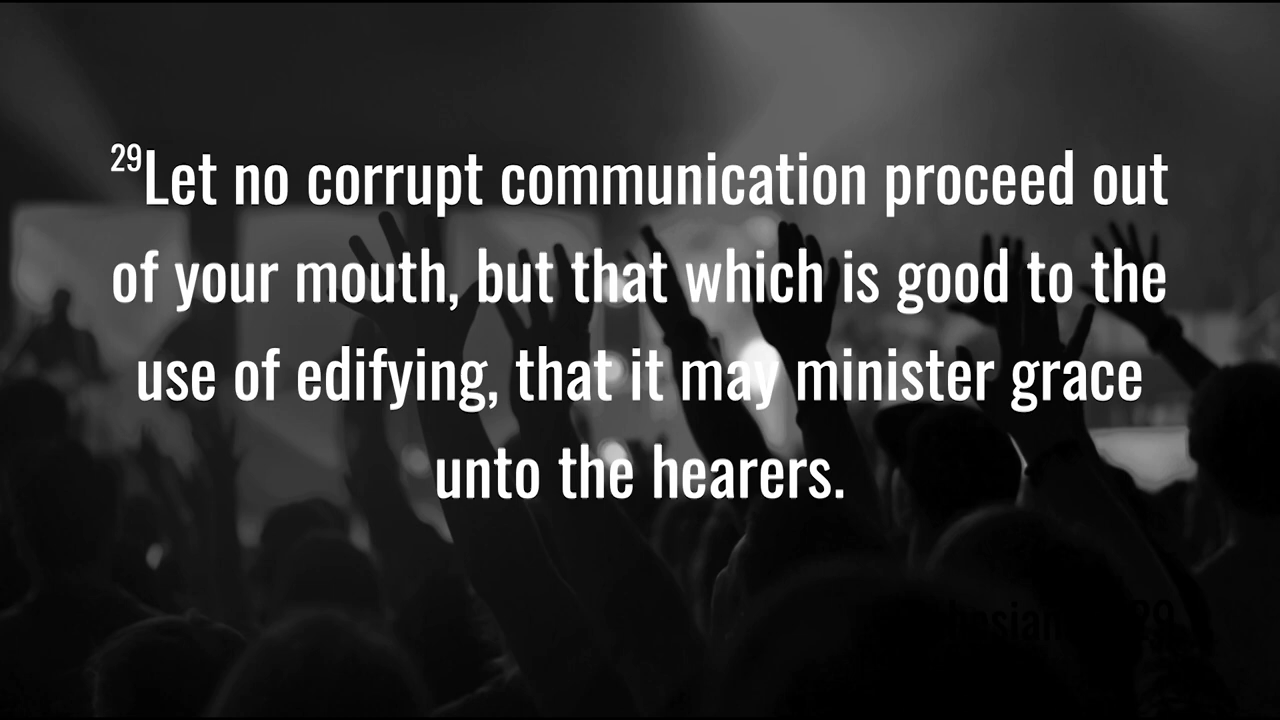 ²⁹Let no corrupt communication proceed out
of your mouth, but that which is good to the
use of edifying, that it may minister grace
unto the hearers.